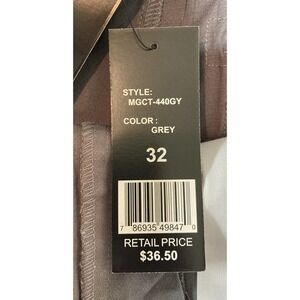 STYLE:
MGCT-440GY
COLOR :
GREY
32
7 86935 49847 0
RETAIL PRICE
$36.50